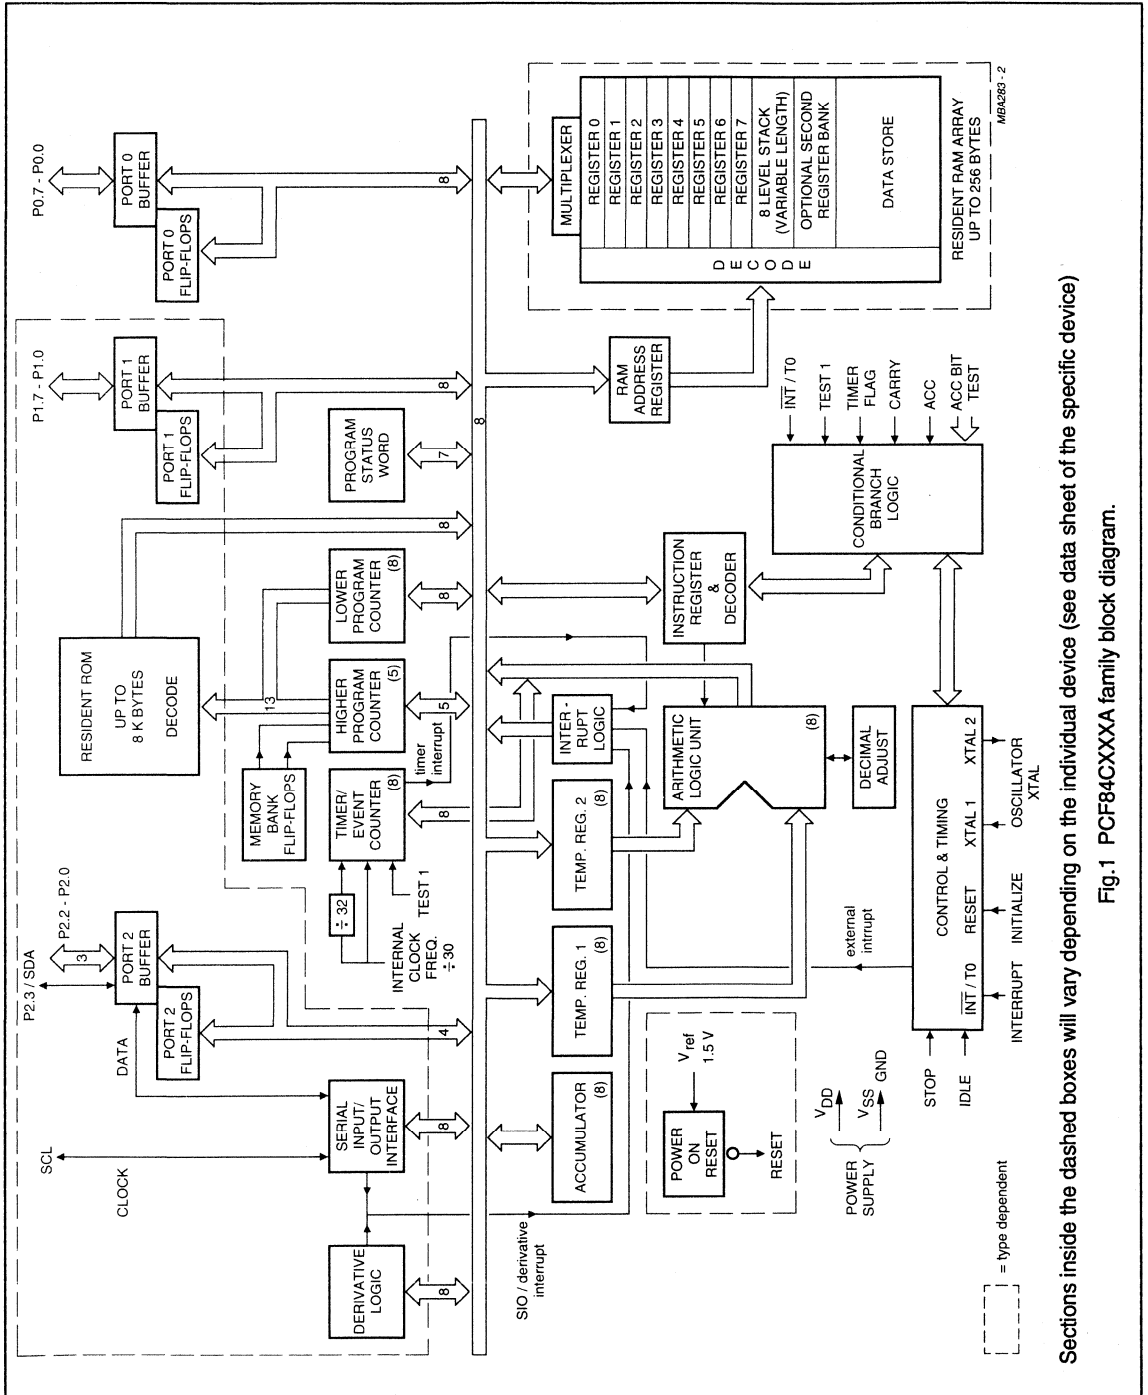 P2.3 / SDA
P2.2 - P2.0
P1.7 - P1.0
P0.7 - P0.0
SCL
CLOCK
DATA
3
PORT 2
BUFFER
PORT 2
FLIP-FLOPS
RESIDENT ROM
UP TO
8 K BYTES
DECODE
PORT 1
BUFFER
PORT 1
FLIP-FLOPS
PORT 0
BUFFER
PORT 0
FLIP-FLOPS
MEMORY
BANK
FLIP-FLOPS
13
DERIVATIVE
LOGIC
SERIAL
INPUT/
OUTPUT
INTERFACE
INTERNAL
CLOCK
FREQ.
÷30
÷ 32
TEST 1
TIMER/
EVENT
COUNTER
(8)
HIGHER
PROGRAM
COUNTER
(5)
LOWER
PROGRAM
COUNTER
(8)
PROGRAM
STATUS
WORD
timer
interrupt
8
8
4
8
5
8
8
7
8
8
8
SIO / derivative
interrupt
ACCUMULATOR
(8)
TEMP. REG. 1
(8)
TEMP. REG. 2
(8)
INTER -
RUPT
LOGIC
RAM
ADDRESS
REGISTER
MULTIPLEXER
REGISTER 0
REGISTER 1
REGISTER 2
REGISTER 3
REGISTER 4
REGISTER 5
REGISTER 6
REGISTER 7
8 LEVEL STACK
(VARIABLE LENGTH)
OPTIONAL SECOND
REGISTER BANK
DATA STORE
DECODE
RESIDENT RAM ARRAY
UP TO 256 BYTES
MBA283 - 2
POWER
ON
RESET
Vref
1.5 V
RESET
ARITHMETIC
LOGIC UNIT
(8)
DECIMAL
ADJUST
INSTRUCTION
REGISTER
&
DECODER
CONDITIONAL
BRANCH
LOGIC
INT / T0
TEST 1
TIMER
FLAG
CARRY
ACC
ACC BIT
TEST
external
intrrupt
POWER
SUPPLY
VDD
VSS
GND
STOP
IDLE
CONTROL & TIMING
INT / T0
RESET
XTAL 1
XTAL 2
INTERRUPT
INITIALIZE
OSCILLATOR
XTAL
= type dependent
Sections inside the dashed boxes will vary depending on the individual device (see data sheet of the specific device)
Fig.1 PCF84CXXXA family block diagram.